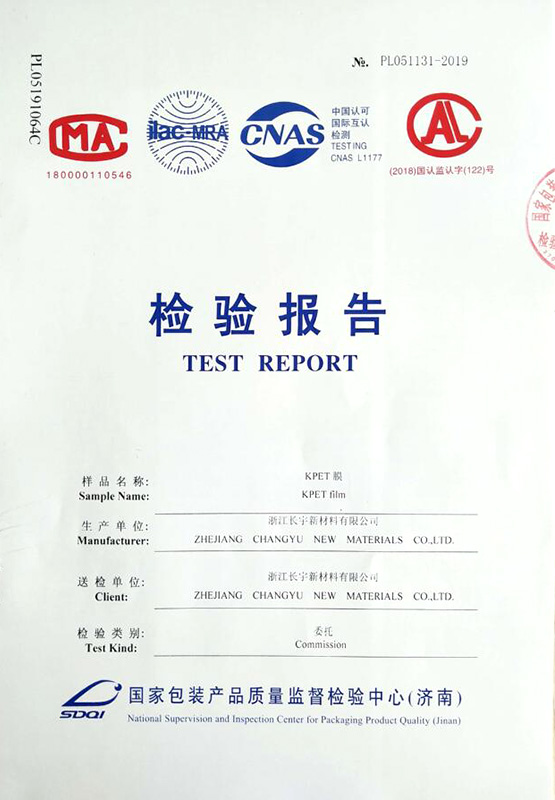 PL05191064C
№. PL051131-2019
MA
180000110546
ilac-MRA
CNAS
中国认可
国际互认
检测
TESTING
CNAS L1177
CAL
(2018)国认监认字(122)号
国家包装
检验报告
TEST REPORT
样品名称:
KPET 膜
Sample Name:
KPET film
生产单位:
浙江长宇新材料有限公司
Manufacturer:
ZHEJIANG CHANGYU NEW MATERIALS CO.,LTD.
送检单位:
浙江长宇新材料有限公司
Client:
ZHEJIANG CHANGYU NEW MATERIALS CO.,LTD.
检验类别:
委托
Test Kind:
Commission
SDQI
国家包装产品质量监督检验中心(济南)
National Supervision and Inspection Center for Packaging Product Quality (Jinan)